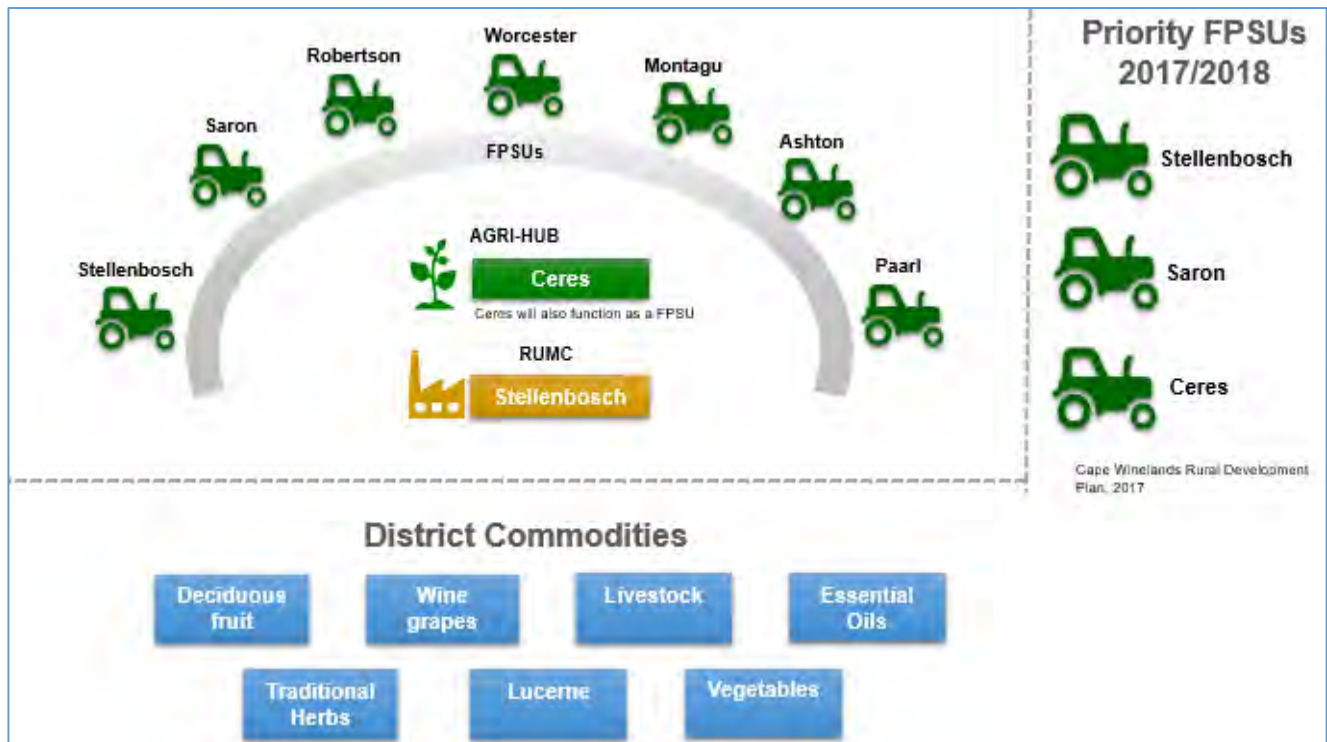 Worcester
Robertson
Montagu
Saron
Ashton
FPSUs
Stellenbosch
Paarl
AGRI-HUB
Ceres
Ceres will also function as a FPSU
RUMC
Stellenbosch
Priority FPSUs
2017/2018
Stellenbosch
Saron
Ceres
Cape Winelands Rural Development
Plan, 2017
District Commodities
Deciduous
fruit
Wine
grapes
Livestock
Essential
Oils
Traditional
Herbs
Lucerne
Vegetables